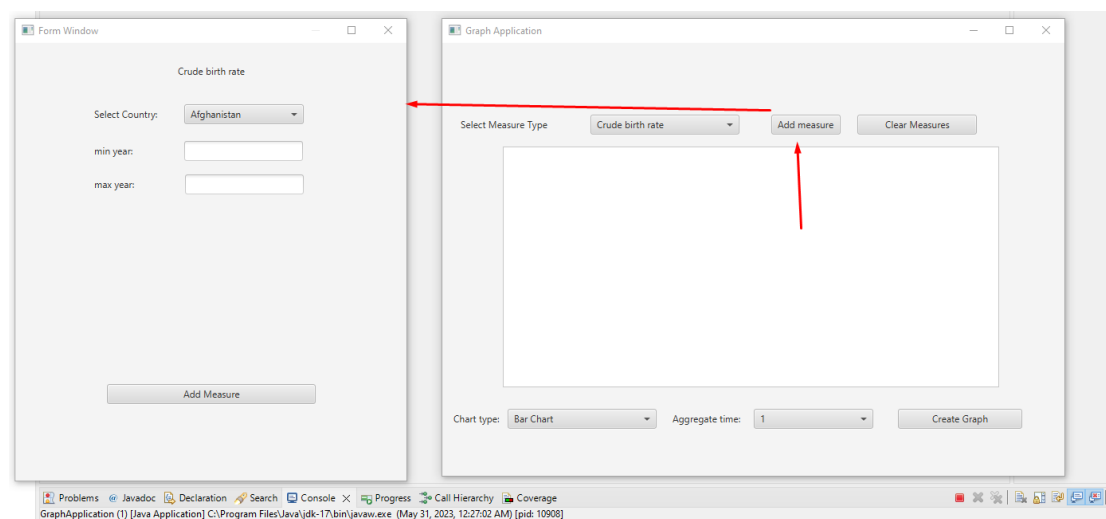 Form Window
Crude birth rate
Select Country: Afghanistan
min year:
max year:
Add Measure
Graph Application
Select Measure Type Crude birth rate Add measure Clear Measures
Chart type: Bar Chart Aggregate time: 1 Create Graph
Problems @ Javadoc Declaration Search Console Progress Call Hierarchy Coverage
GraphApplication (1) [Java Application] C:\Program Files\Java\jdk-17\bin\javaw.exe (May 31, 2023, 12:27:02 AM) [pid: 10908]